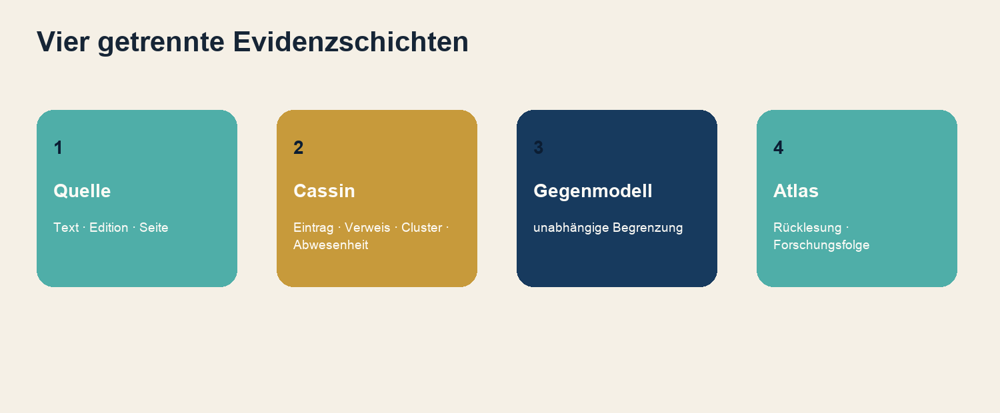 Vier getrennte Evidenzschichten
1
Quelle
Text · Edition · Seite
2
Cassin
Eintrag · Verweis · Cluster ·
Abwesenheit
3
Gegenmodell
unabhängige Begrenzung
4
Atlas
Rücklesung ·
Forschungsfolge